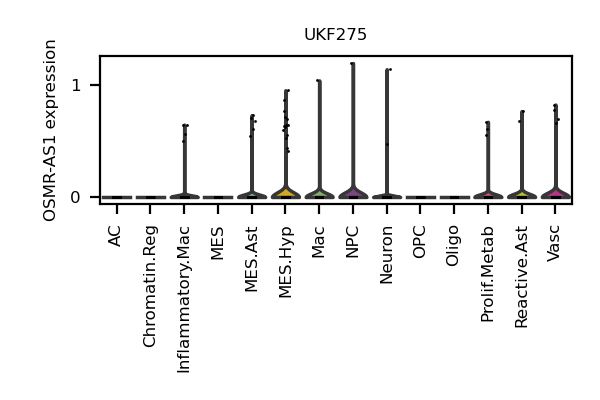 UKF275
OSMR-AS1 expression
1
0
AC
Chromatin.Reg
Inflammatory.Mac
MES
MES.Ast
MES.Hyp
Mac
NPC
Neuron
OPC
Oligo
Prolif.Metab
Reactive.Ast
Vasc